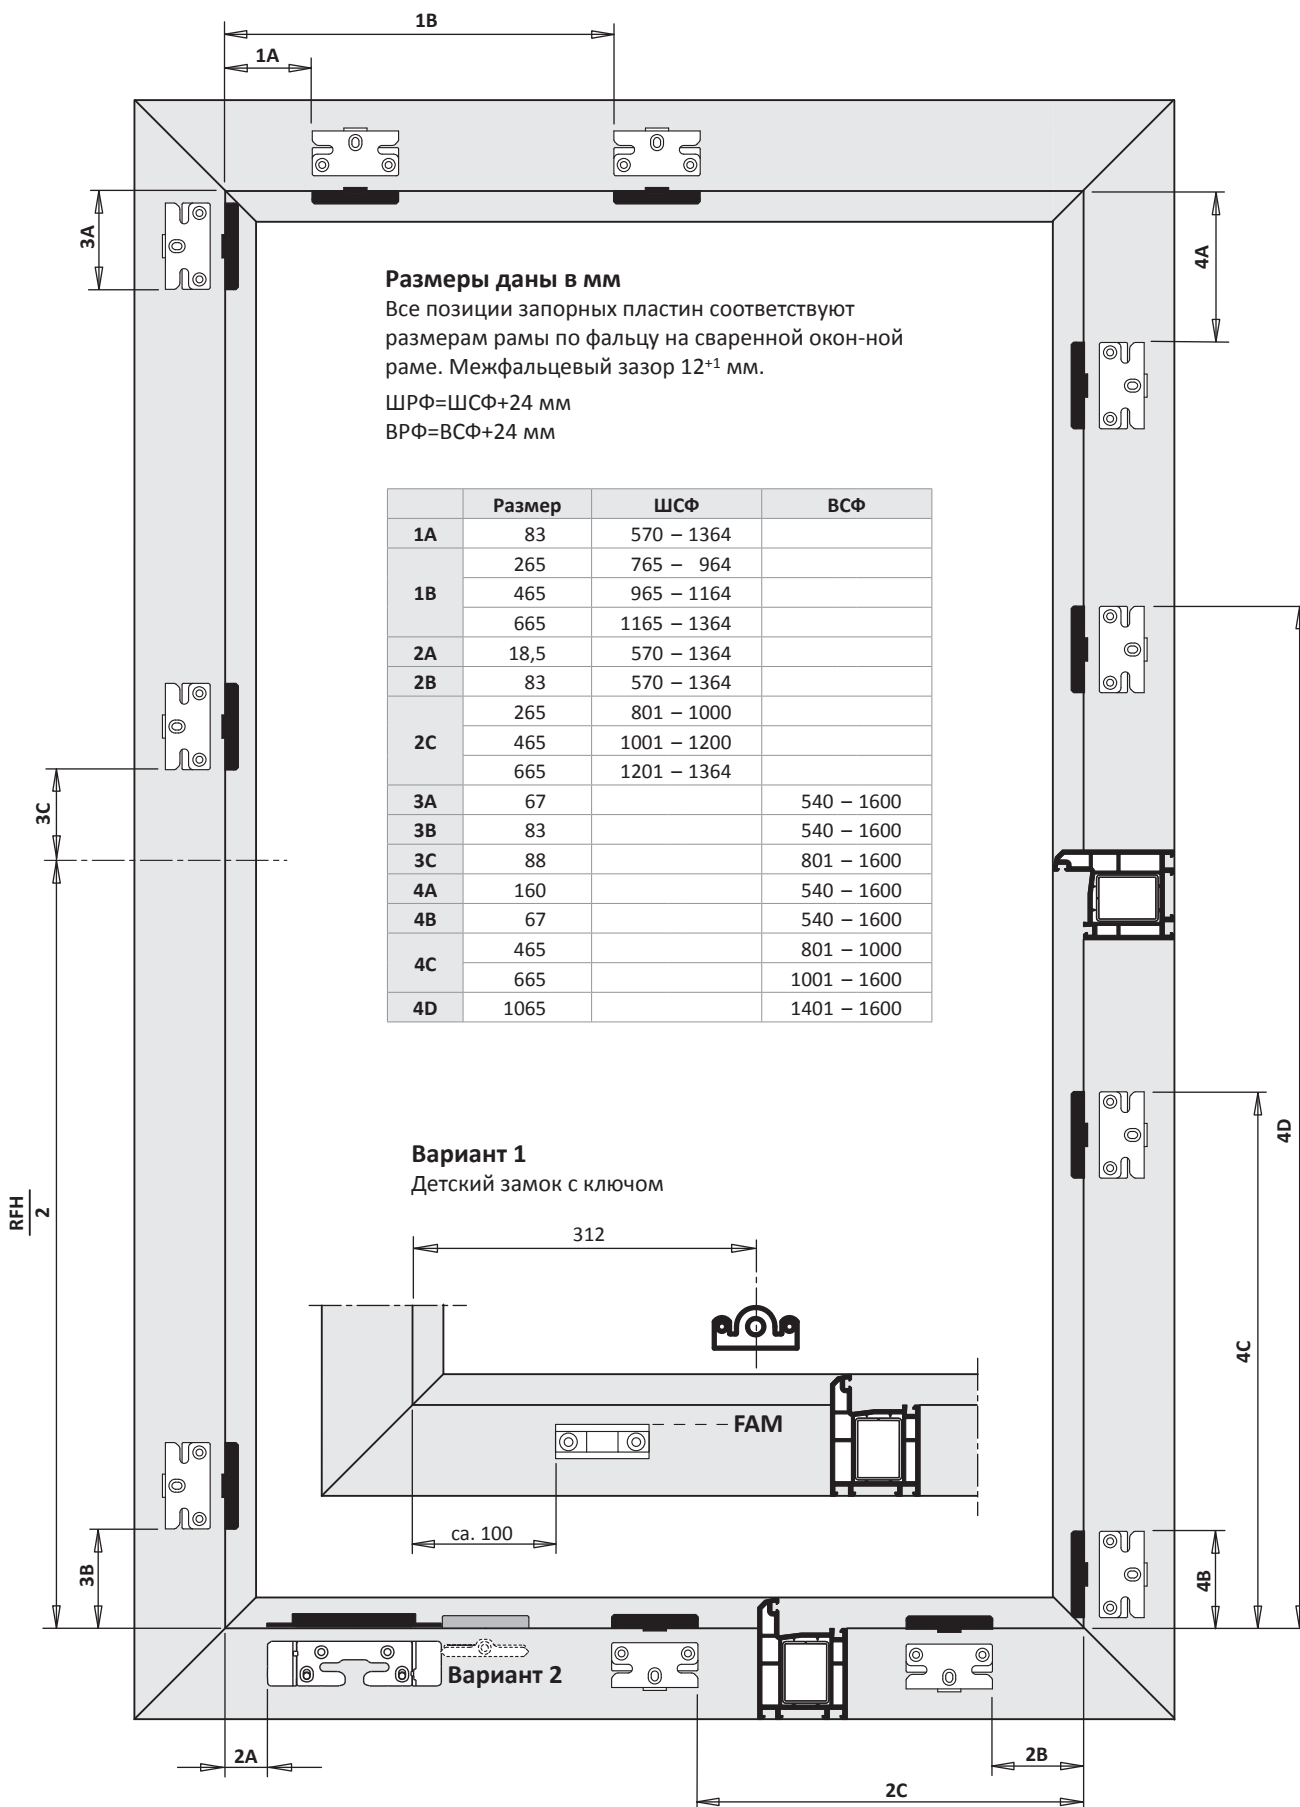 1B
1A
3A
4A
Размеры даны в мм
Все позиции запорных пластин соответствуют
размерам рамы по фальцу на сваренной окон-ной
раме. Межфальцевый зазор 12+1 мм.
ШРФ=ШСФ+24 мм
ВРФ=ВСФ+24 мм
Размер ШСФ ВСФ
1A 83 570 – 1364
1B 265 765 – 964
465 965 – 1164
665 1165 – 1364
2A 18,5 570 – 1364
2B 83 570 – 1364
2C 265 801 – 1000
465 1001 – 1200
665 1201 – 1364
3A 67 540 – 1600
3B 83 540 – 1600
3C 88 801 – 1600
4A 160 540 – 1600
4B 67 540 – 1600
4C 465 801 – 1000
665 1001 – 1600
4D 1065 1401 – 1600
3C
RFH
2
4D
4C
Вариант 1
Детский замок с ключом
312
FAM
ca. 100
3B
4B
Вариант 2
2A
2B
2C